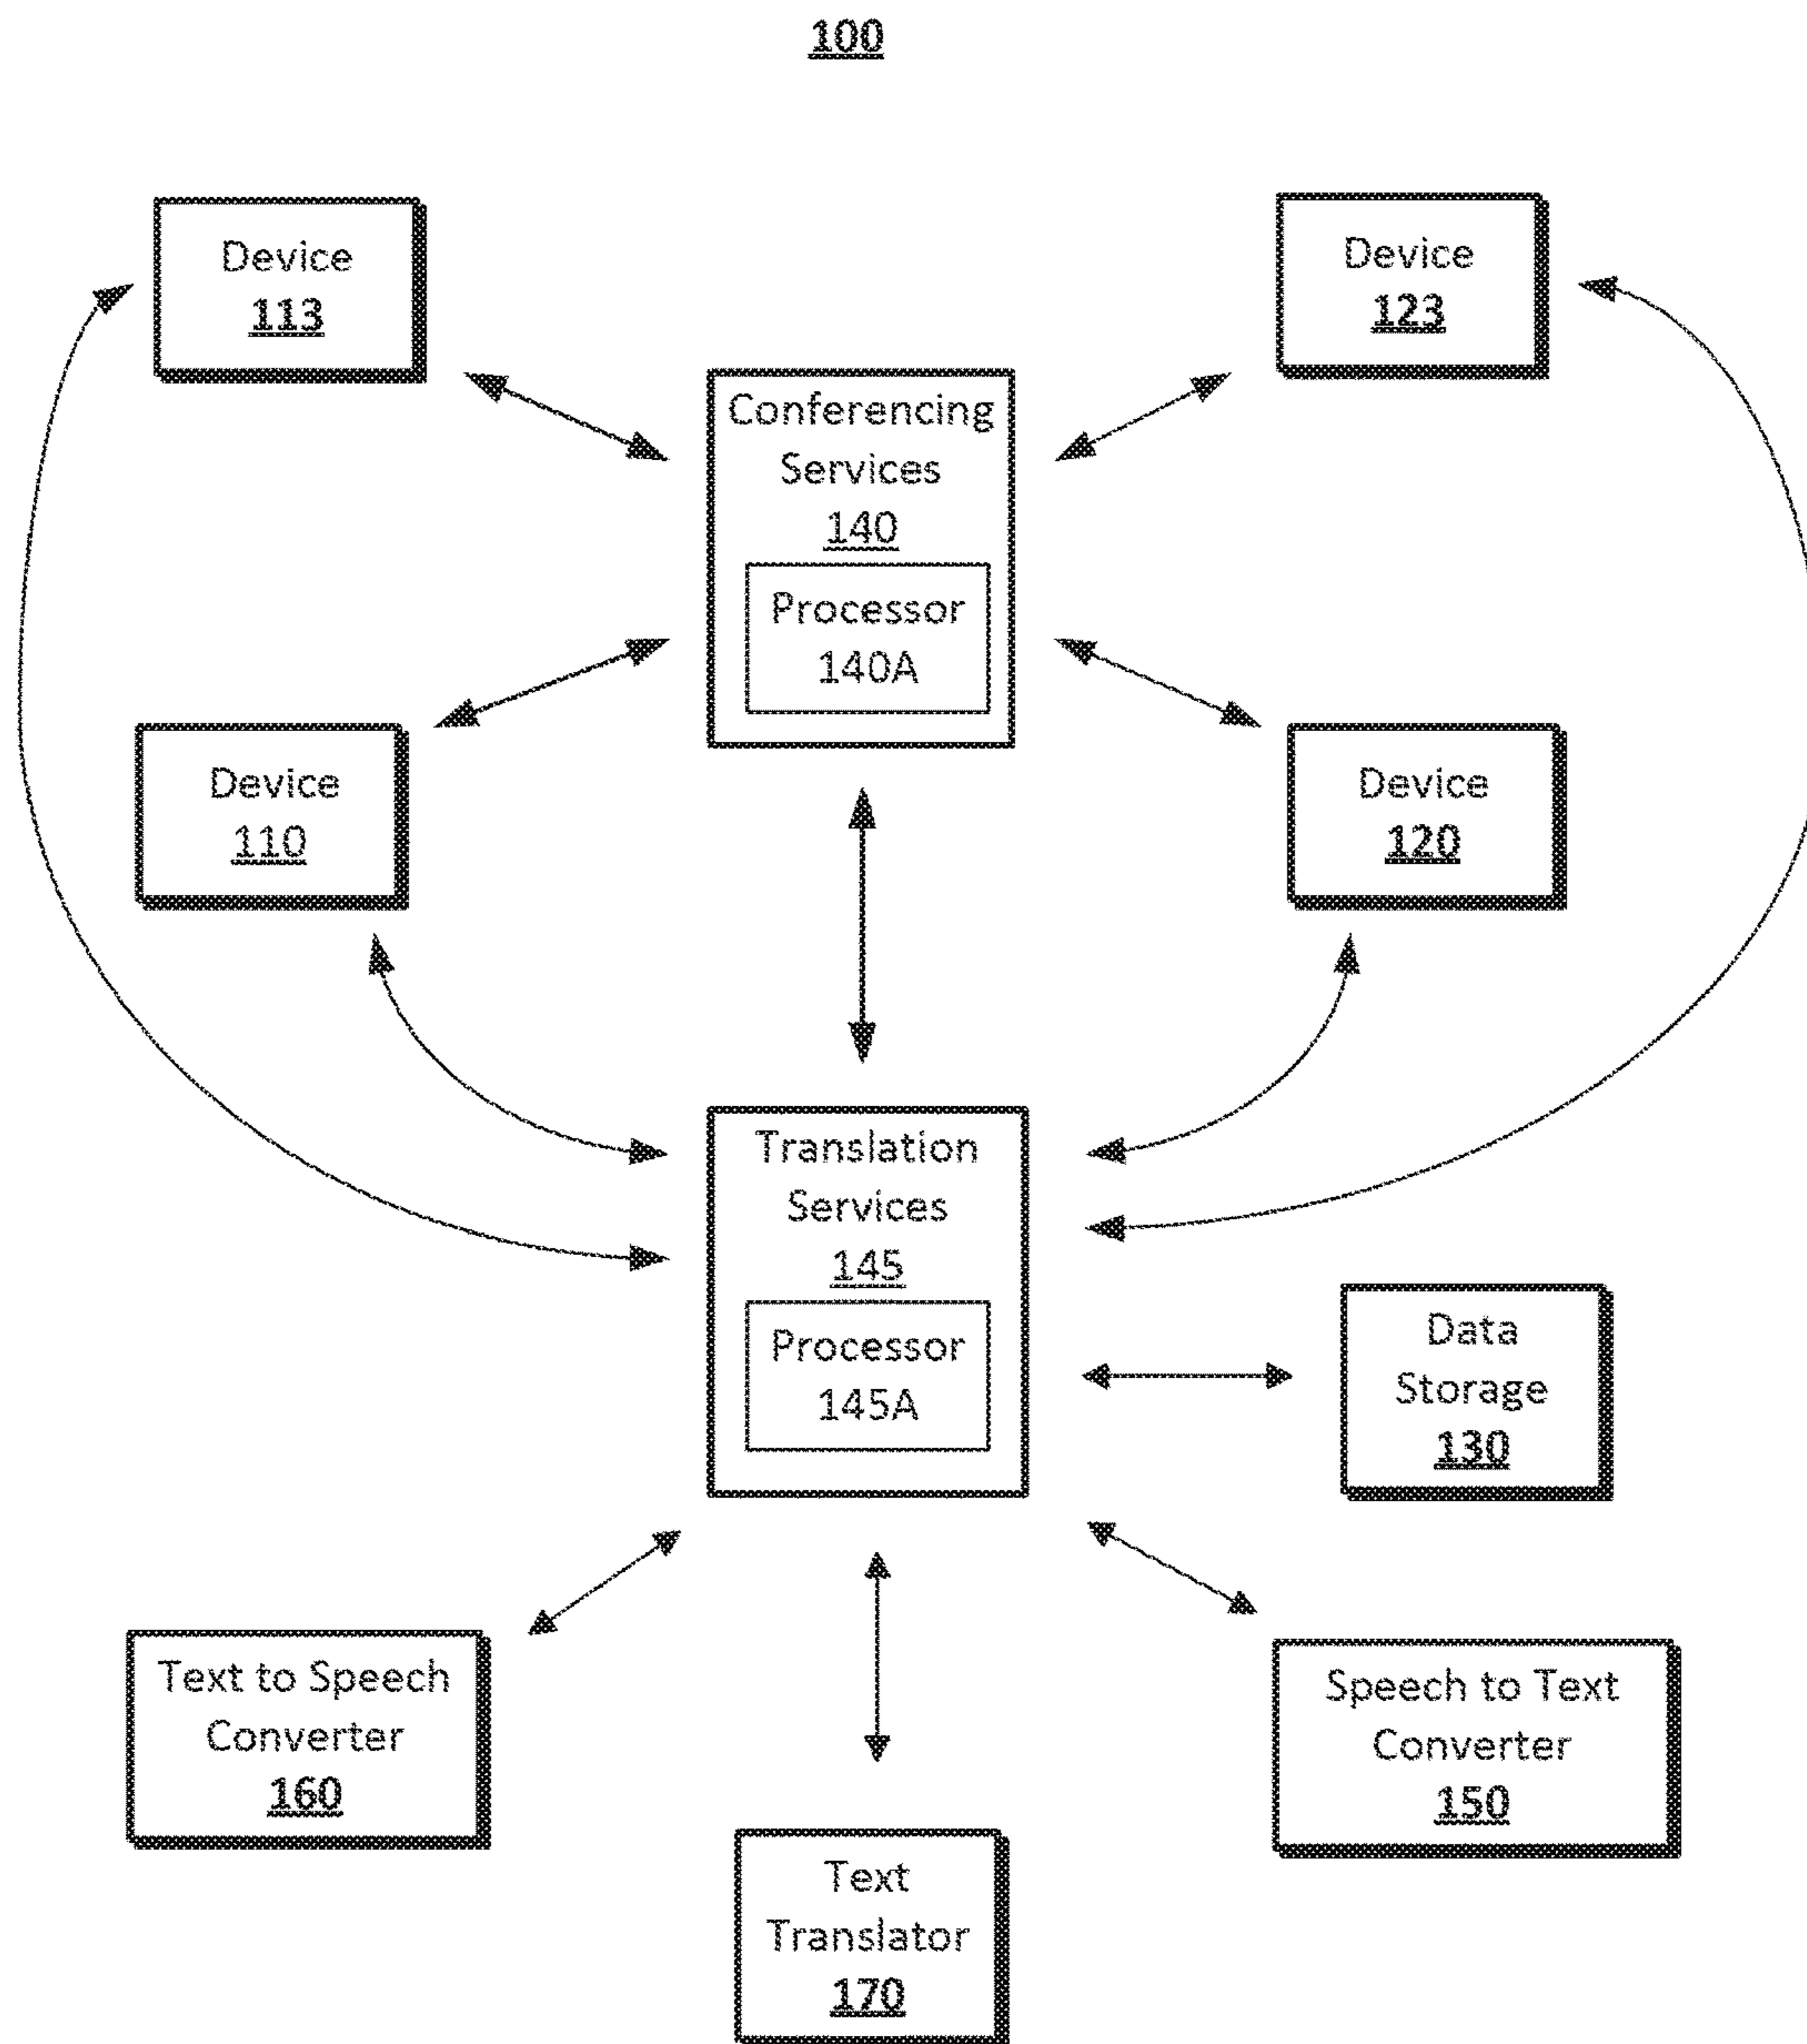 100
Device
113
Device
123
Conferencing
Services
140
Processor
140A
Device
110
Device
120
Translation
Services
145
Processor
145A
Data
Storage
130
Text to Speech
Converter
160
Speech to Text
Converter
150
Text
Translator
170